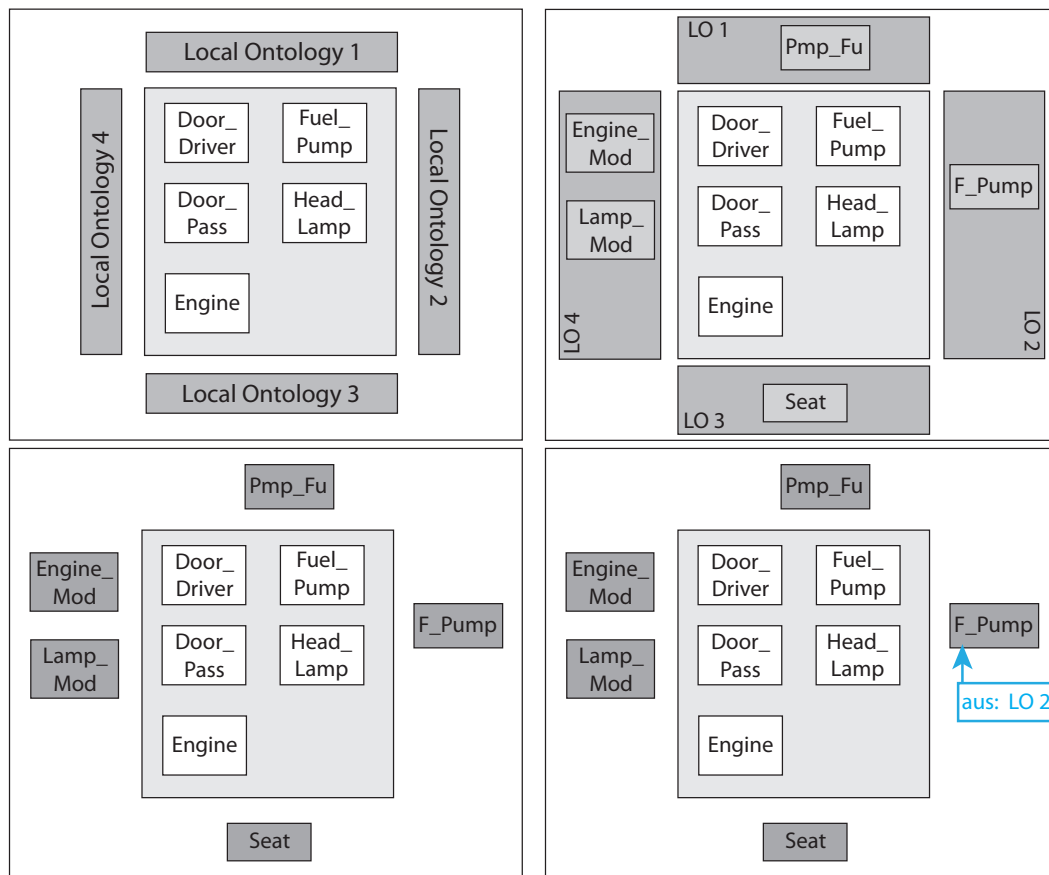 Local Ontology 1
Local Ontology 4
Door_
Driver
Fuel_
Pump
Door_
Pass
Head_
Lamp
Engine
Local Ontology 2
Local Ontology 3
LO 1
Pmp_Fu
Engine_
Mod
Lamp_
Mod
LO 4
Door_
Driver
Fuel_
Pump
Door_
Pass
Head_
Lamp
Engine
F_Pump
LO 2
Seat
LO 3
Pmp_Fu
Engine_
Mod
Lamp_
Mod
Door_
Driver
Fuel_
Pump
Door_
Pass
Head_
Lamp
Engine
F_Pump
Seat
Pmp_Fu
Engine_
Mod
Lamp_
Mod
Door_
Driver
Fuel_
Pump
Door_
Pass
Head_
Lamp
Engine
F_Pump
aus: LO 2
Seat